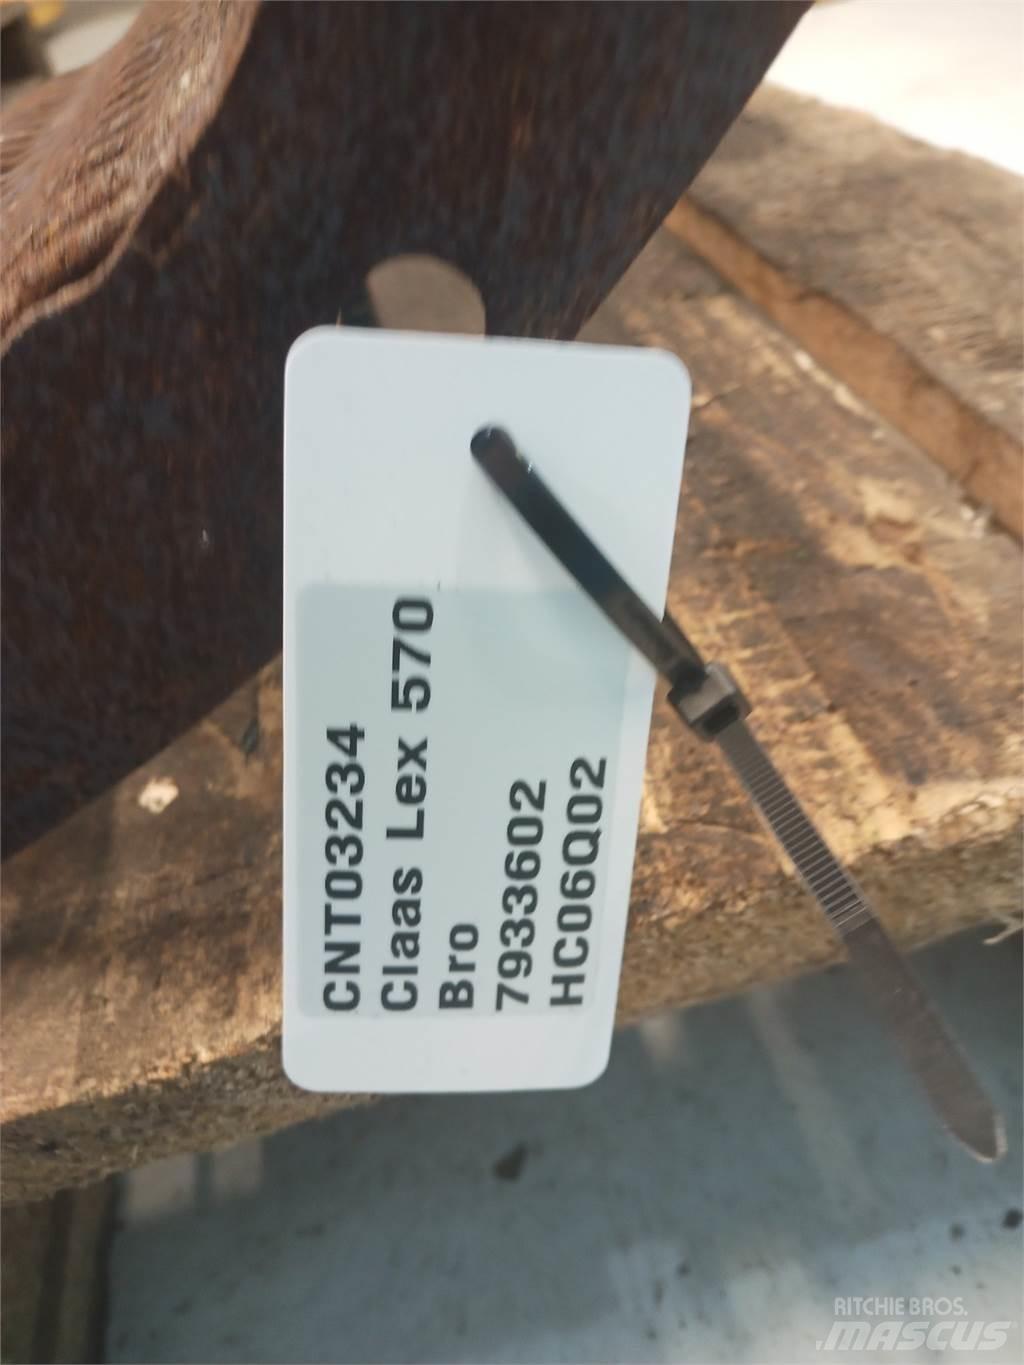 CNT03234
Claas Lex 570
Bro
7933602
HC06Q02
RITCHIE BROS.
MASCUS